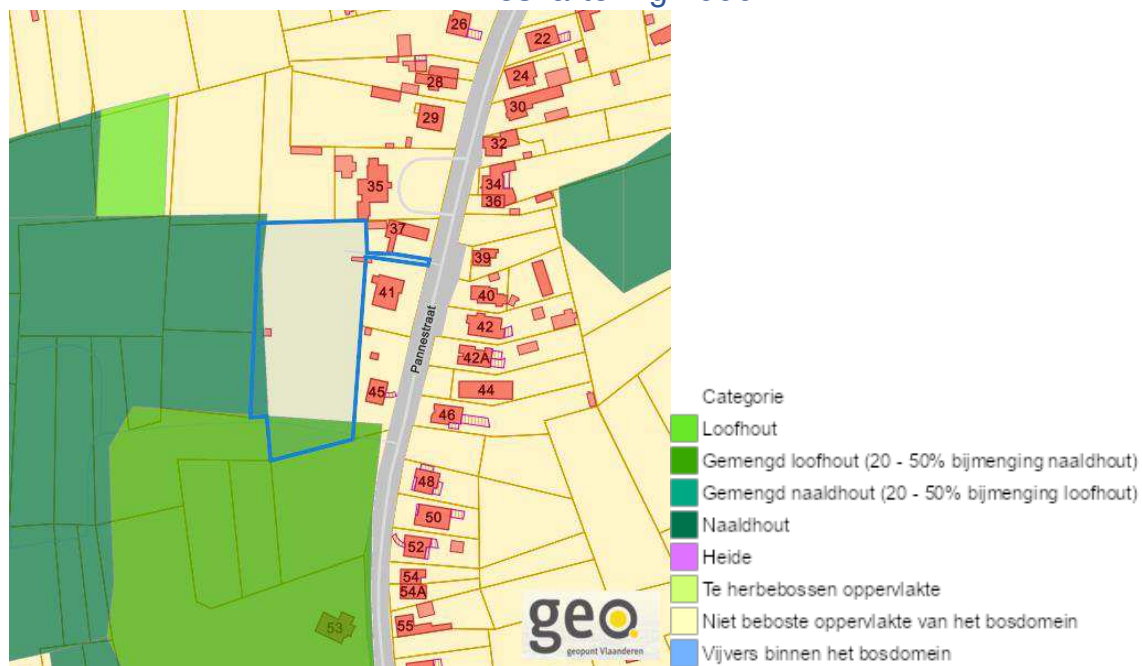 26
22
28
24
29
30
32
35
34
36
37
39
41
40
Pannestraat
42
42A
45
44
46
48
50
52
54
54A
55
53
geo
geopunt Vlaanderen
Categorie
Loofhout
Gemengd loofhout (20 - 50% bijmenging naaldhout)
Gemengd naaldhout (20 - 50% bijmenging loofhout)
Naaldhout
Heide
Te herbebossen oppervlakte
Niet beboste oppervlakte van het bosdomein
Vijvers binnen het bosdomein